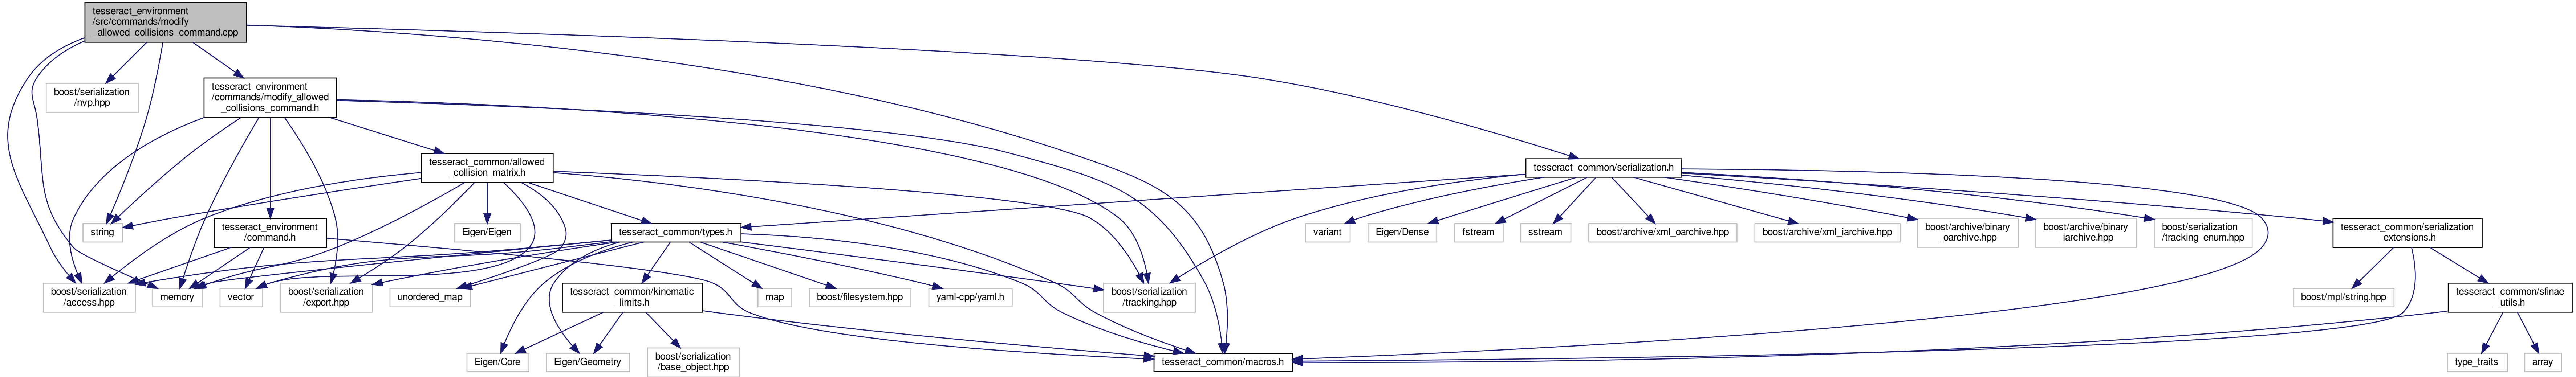 tesseract_environment
/src/commands/modify
_allowed_collisions_command.cpp
boost/serialization
/nvp.hpp
tesseract_environment
/commands/modify_allowed
_collisions_command.h
tesseract_common/allowed
_collision_matrix.h
tesseract_common/serialization.h
string
tesseract_environment
/command.h
Eigen/Eigen
tesseract_common/types.h
variant
Eigen/Dense
fstream
sstream
boost/archive/xml_oarchive.hpp
boost/archive/xml_iarchive.hpp
boost/archive/binary
_oarchive.hpp
boost/archive/binary
_iarchive.hpp
boost/serialization
/tracking_enum.hpp
tesseract_common/serialization
_extensions.h
boost/serialization
/access.hpp
memory
vector
boost/serialization
/export.hpp
unordered_map
tesseract_common/kinematic
_limits.h
map
boost/filesystem.hpp
yaml-cpp/yaml.h
boost/serialization
/tracking.hpp
boost/mpl/string.hpp
tesseract_common/sfinae
_utils.h
Eigen/Core
Eigen/Geometry
boost/serialization
/base_object.hpp
tesseract_common/macros.h
type_traits
array